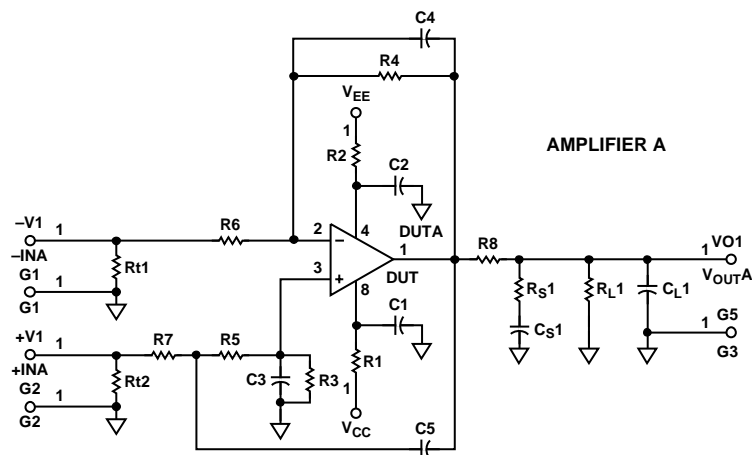 C4
R4
VEE
1
R2
AMPLIFIER A
C2
4
DUTA
–V1
1
R6
2
–
1
R8
VO1
1
–INA
Rt1
DUT
VOUTA
G1
1
3
+
8
RS1
RL1
CL1
G1
C1
CS1
G5
1
G3
+V1
1
R7
R5
+INA
Rt2
C3
R3
R1
G2
1
1
G2
VCC
C5